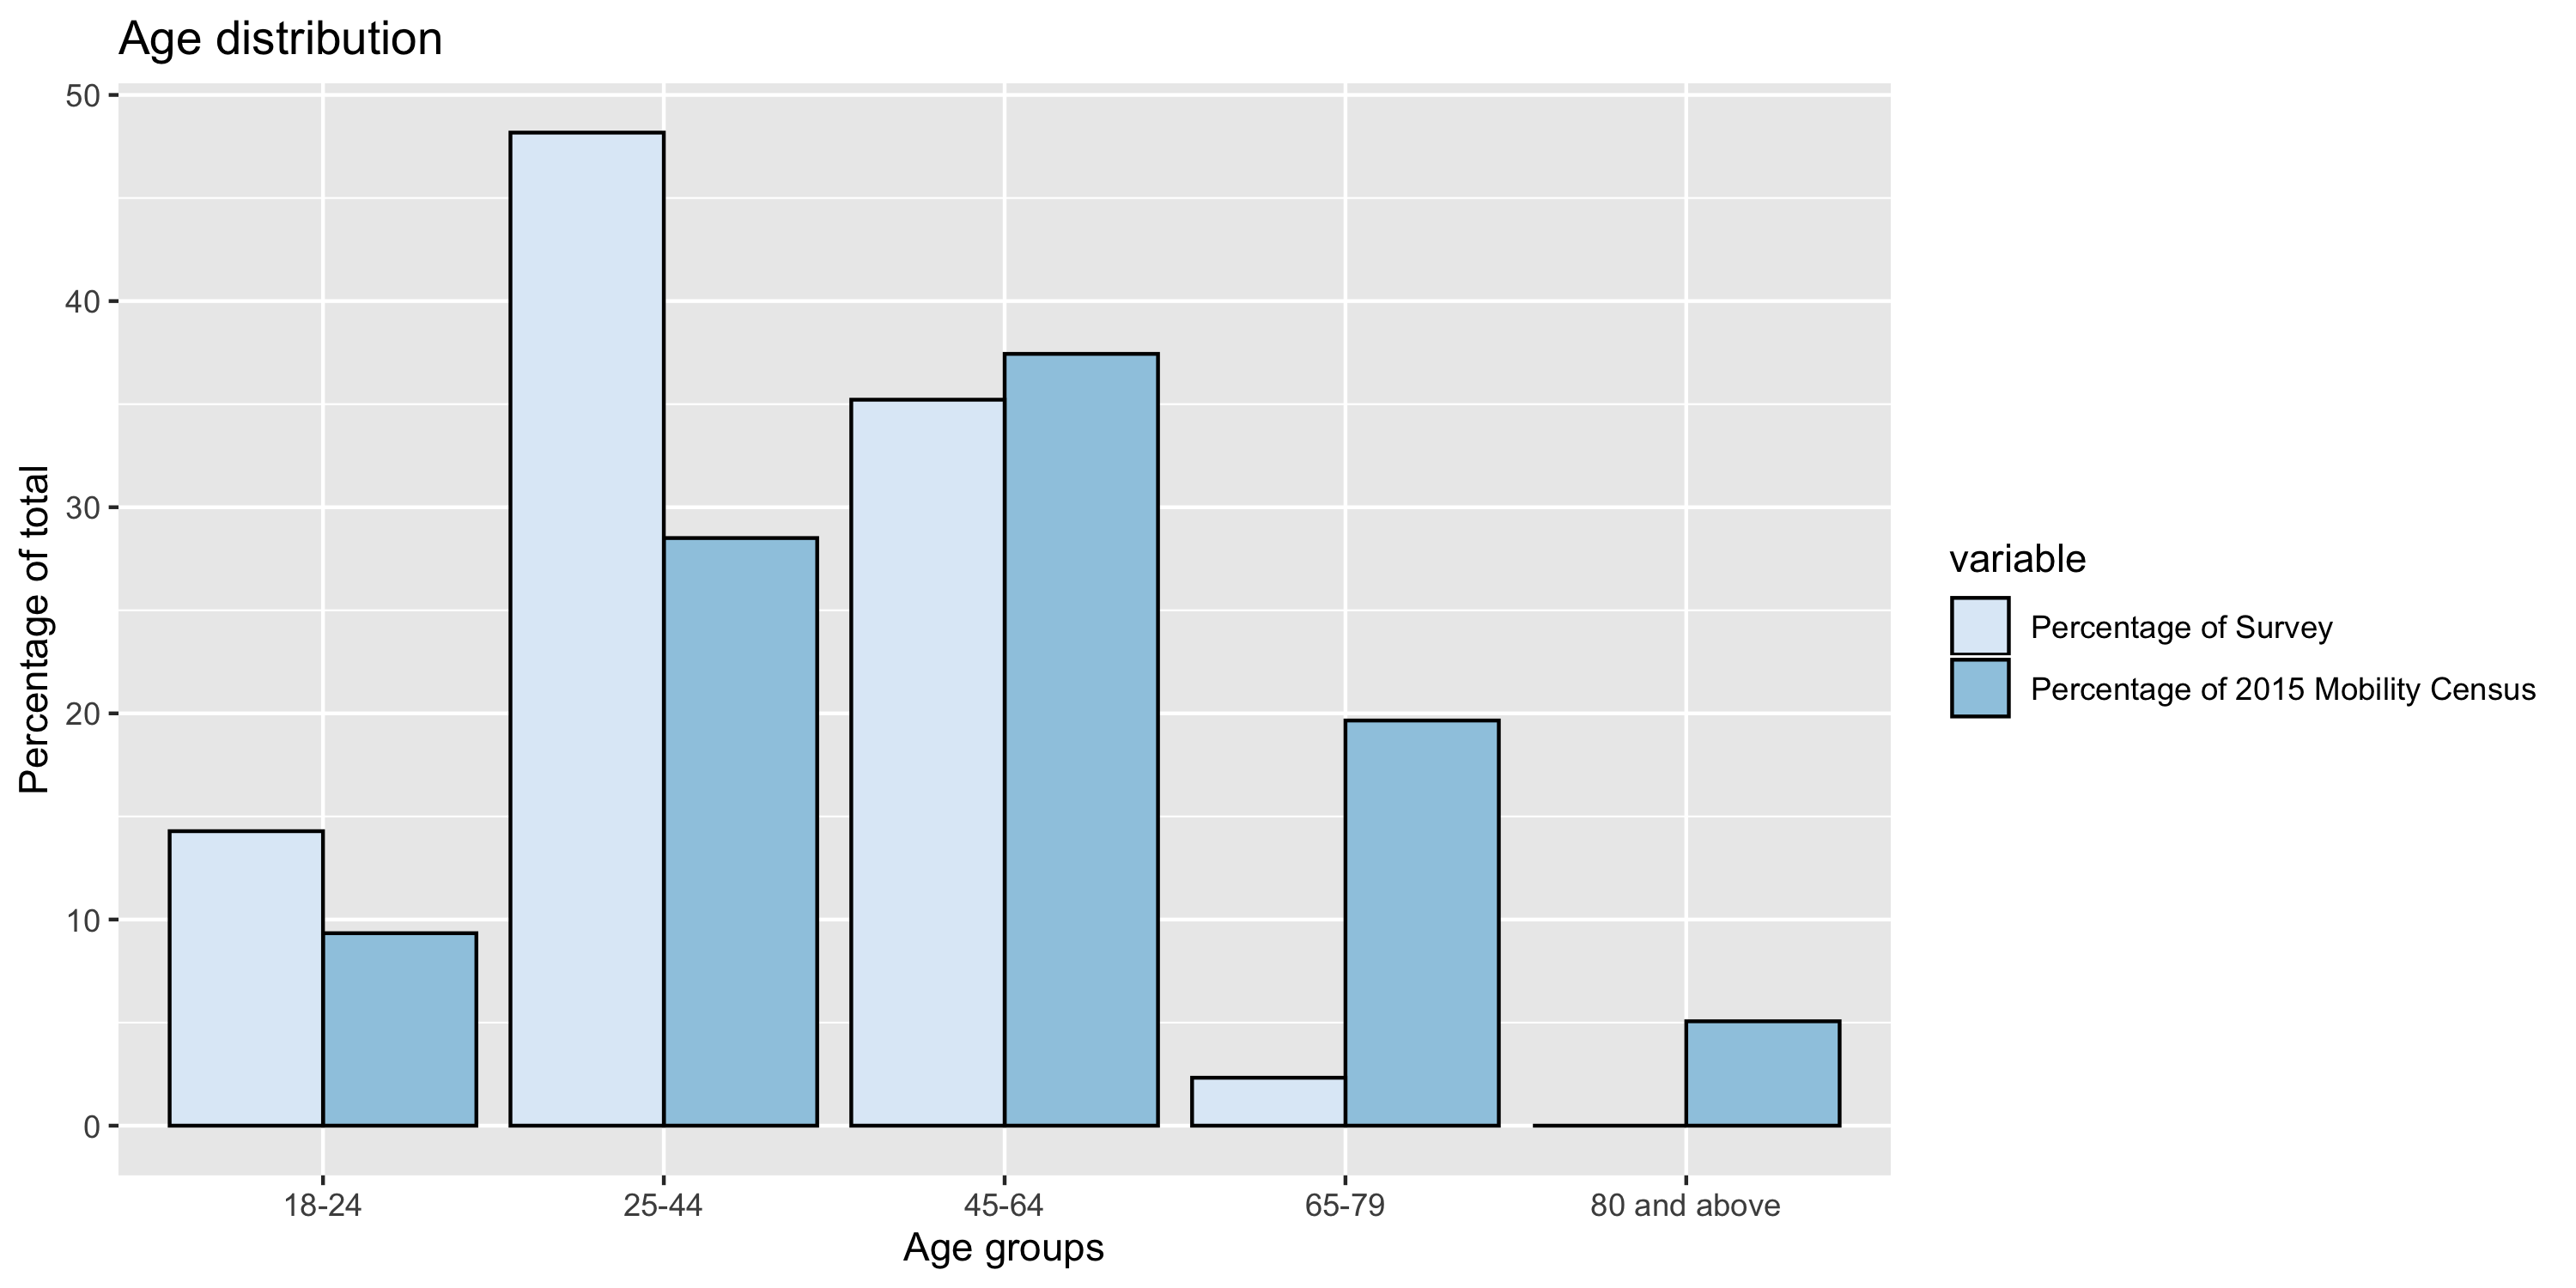 Age distribution
50
40
30
20
10
0
Percentage of total
18-24
25-44
45-64
65-79
80 and above
Age groups
variable
Percentage of Survey
Percentage of 2015 Mobility Census